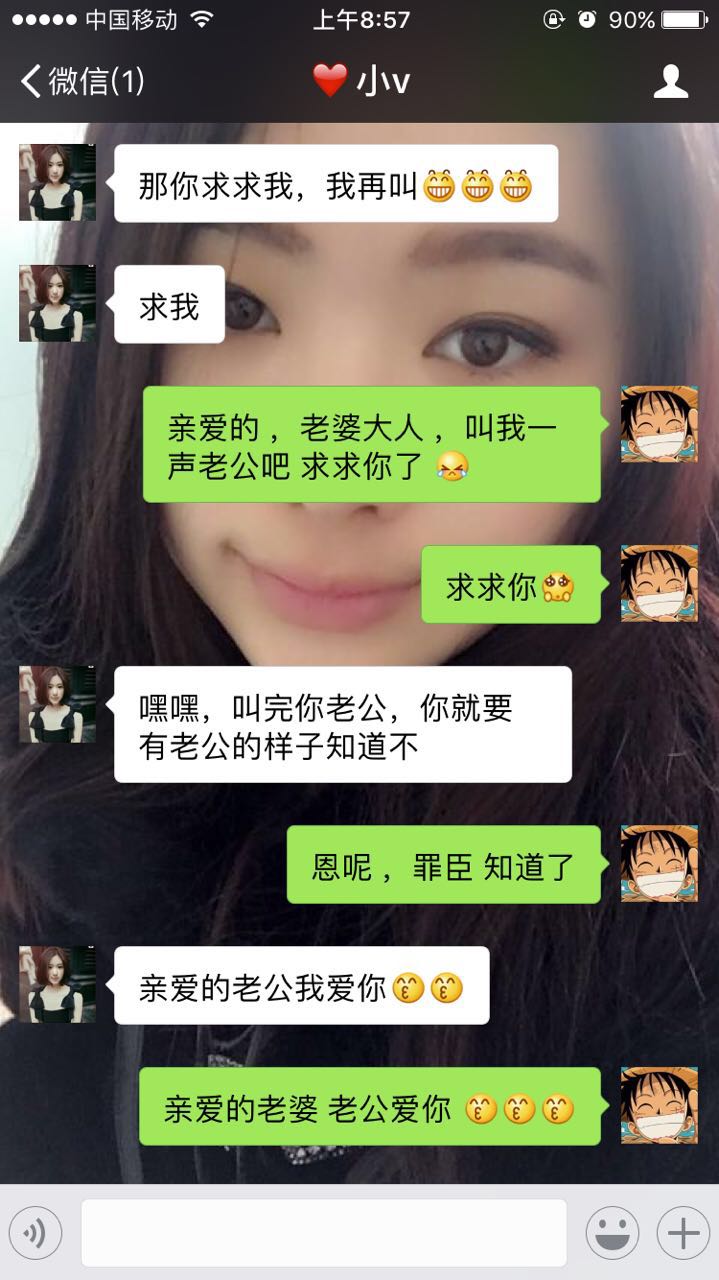 中国移动 上午8:57 90%
微信(1) ❤️小v
那你求求我，我再叫😁😁😁
求我
亲爱的 ，老婆大人 ，叫我一
声老公吧 求求你了 😹
求求你🥺
嘿嘿，叫完你老公，你就要
有老公的样子知道不
恩呢 ，罪臣 知道了
亲爱的老公我爱你😙😙
亲爱的老婆 老公爱你 😙😙😙